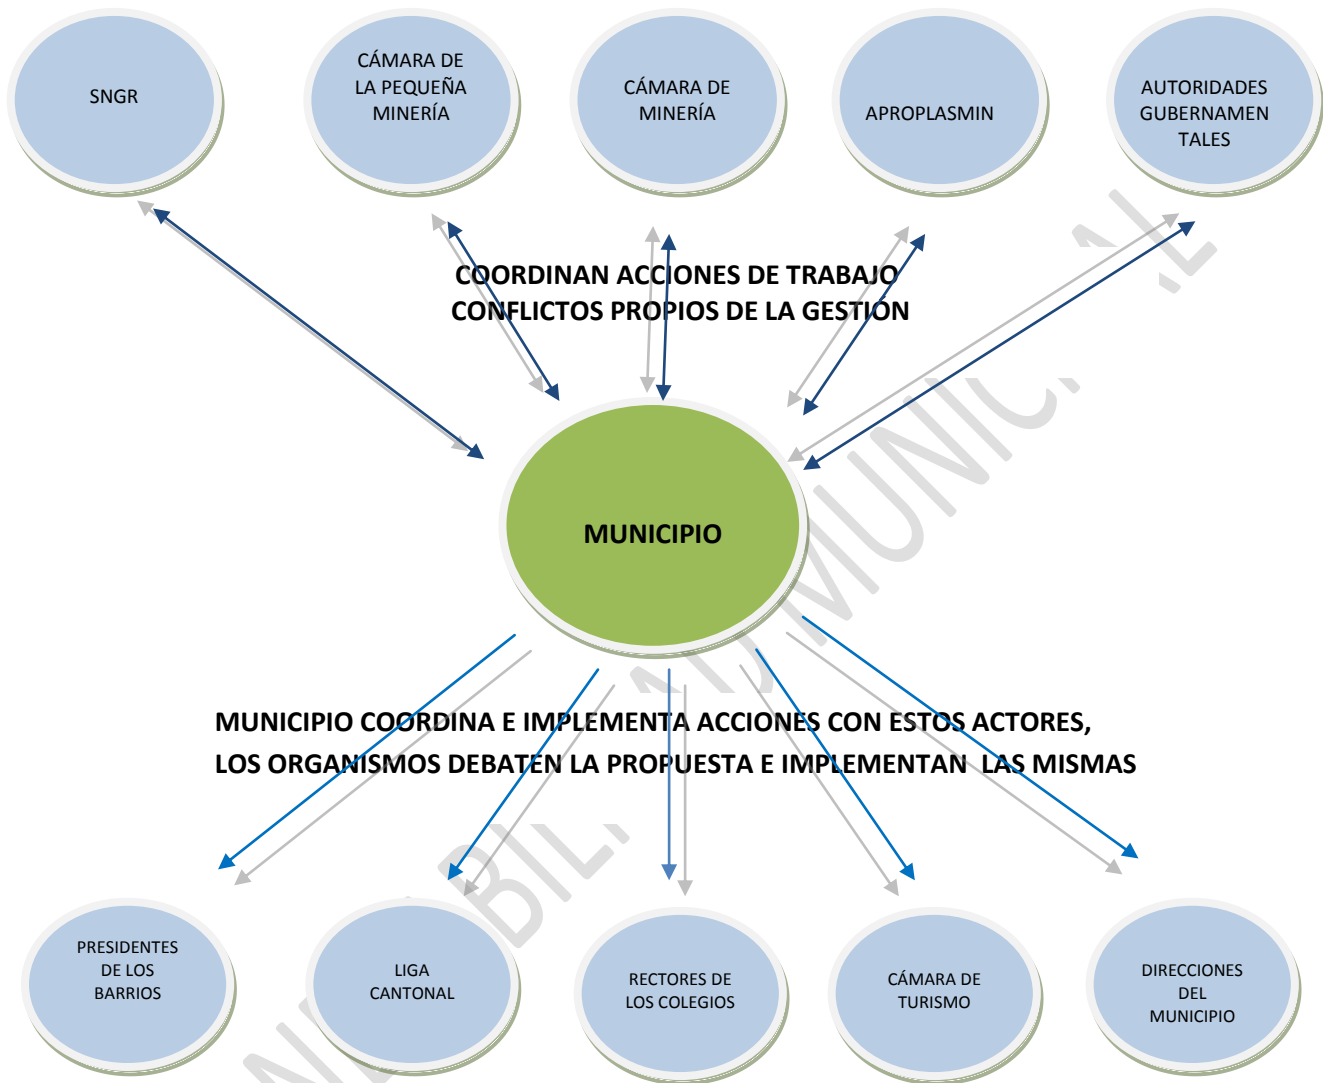 SNGR
CÁMARA DE
LA PEQUEÑA
MINERÍA
CÁMARA DE
MINERÍA
APROPLASMIN
AUTORIDADES
GUBERNAMEN
TALES
COORDINAN ACCIONES DE TRABAJO
CONFLICTOS PROPIOS DE LA GESTIÓN
MUNICIPIO
MUNICIPIO COORDINA E IMPLEMENTA ACCIONES CON ESTOS ACTORES,
LOS ORGANISMOS DEBATEN LA PROPUESTA E IMPLEMENTAN LAS MISMAS
PRESIDENTES
DE LOS
BARRIOS
LIGA
CANTONAL
RECTORES DE
LOS COLEGIOS
CÁMARA DE
TURISMO
DIRECCIONES
DEL
MUNICIPIO